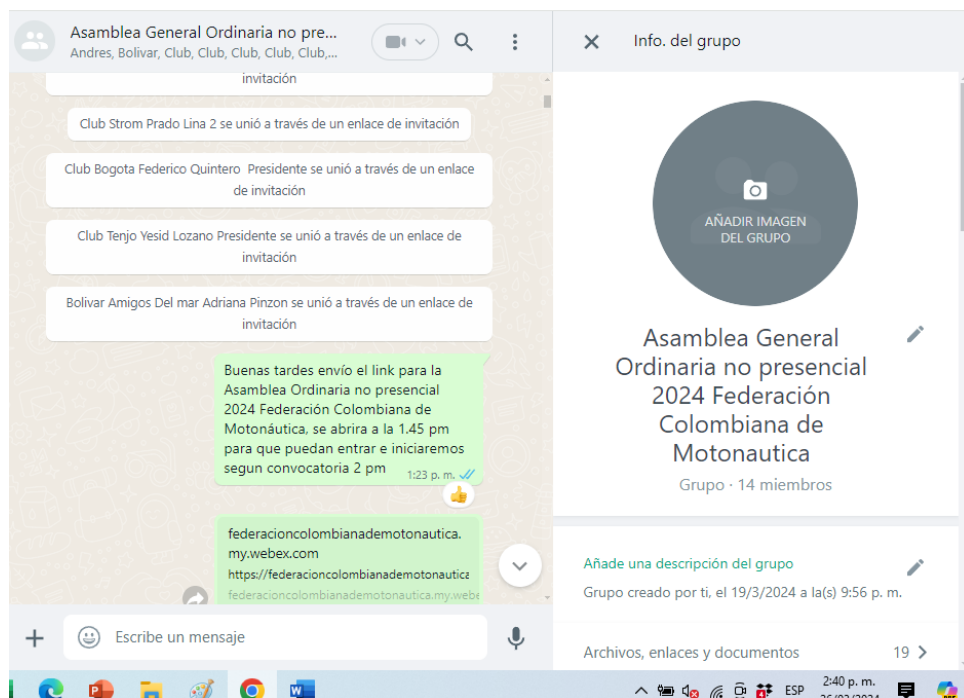 Asamblea General Ordinaria no pre...
Andres, Bolivar, Club, Club, Club, Club, Club,...
invitación
Club Strom Prado Lina 2 se unió a través de un enlace de invitación
Club Bogota Federico Quintero Presidente se unió a través de un enlace
de invitación
Club Tenjo Yesid Lozano Presidente se unió a través de un enlace de
invitación
Bolivar Amigos Del mar Adriana Pinzon se unió a través de un enlace de
invitación
Buenas tardes envío el link para la
Asamblea Ordinaria no presencial
2024 Federación Colombiana de
Motonáutica, se abrira a la 1.45 pm
para que puedan entrar e iniciaremos
segun convocatoria 2 pm
1:23 p. m.
federacioncolombianademotonautica.
my.webex.com
https://federacioncolombianademotonautica
federacioncolombianademotonautica.my.webe
Escribe un mensaje
Info. del grupo
AÑADIR IMAGEN
DEL GRUPO
Asamblea General
Ordinaria no presencial
2024 Federación
Colombiana de
Motonautica
Grupo · 14 miembros
Añade una descripción del grupo
Grupo creado por ti, el 19/3/2024 a la(s) 9:56 p. m.
Archivos, enlaces y documentos
19
ESP
2:40 p. m.